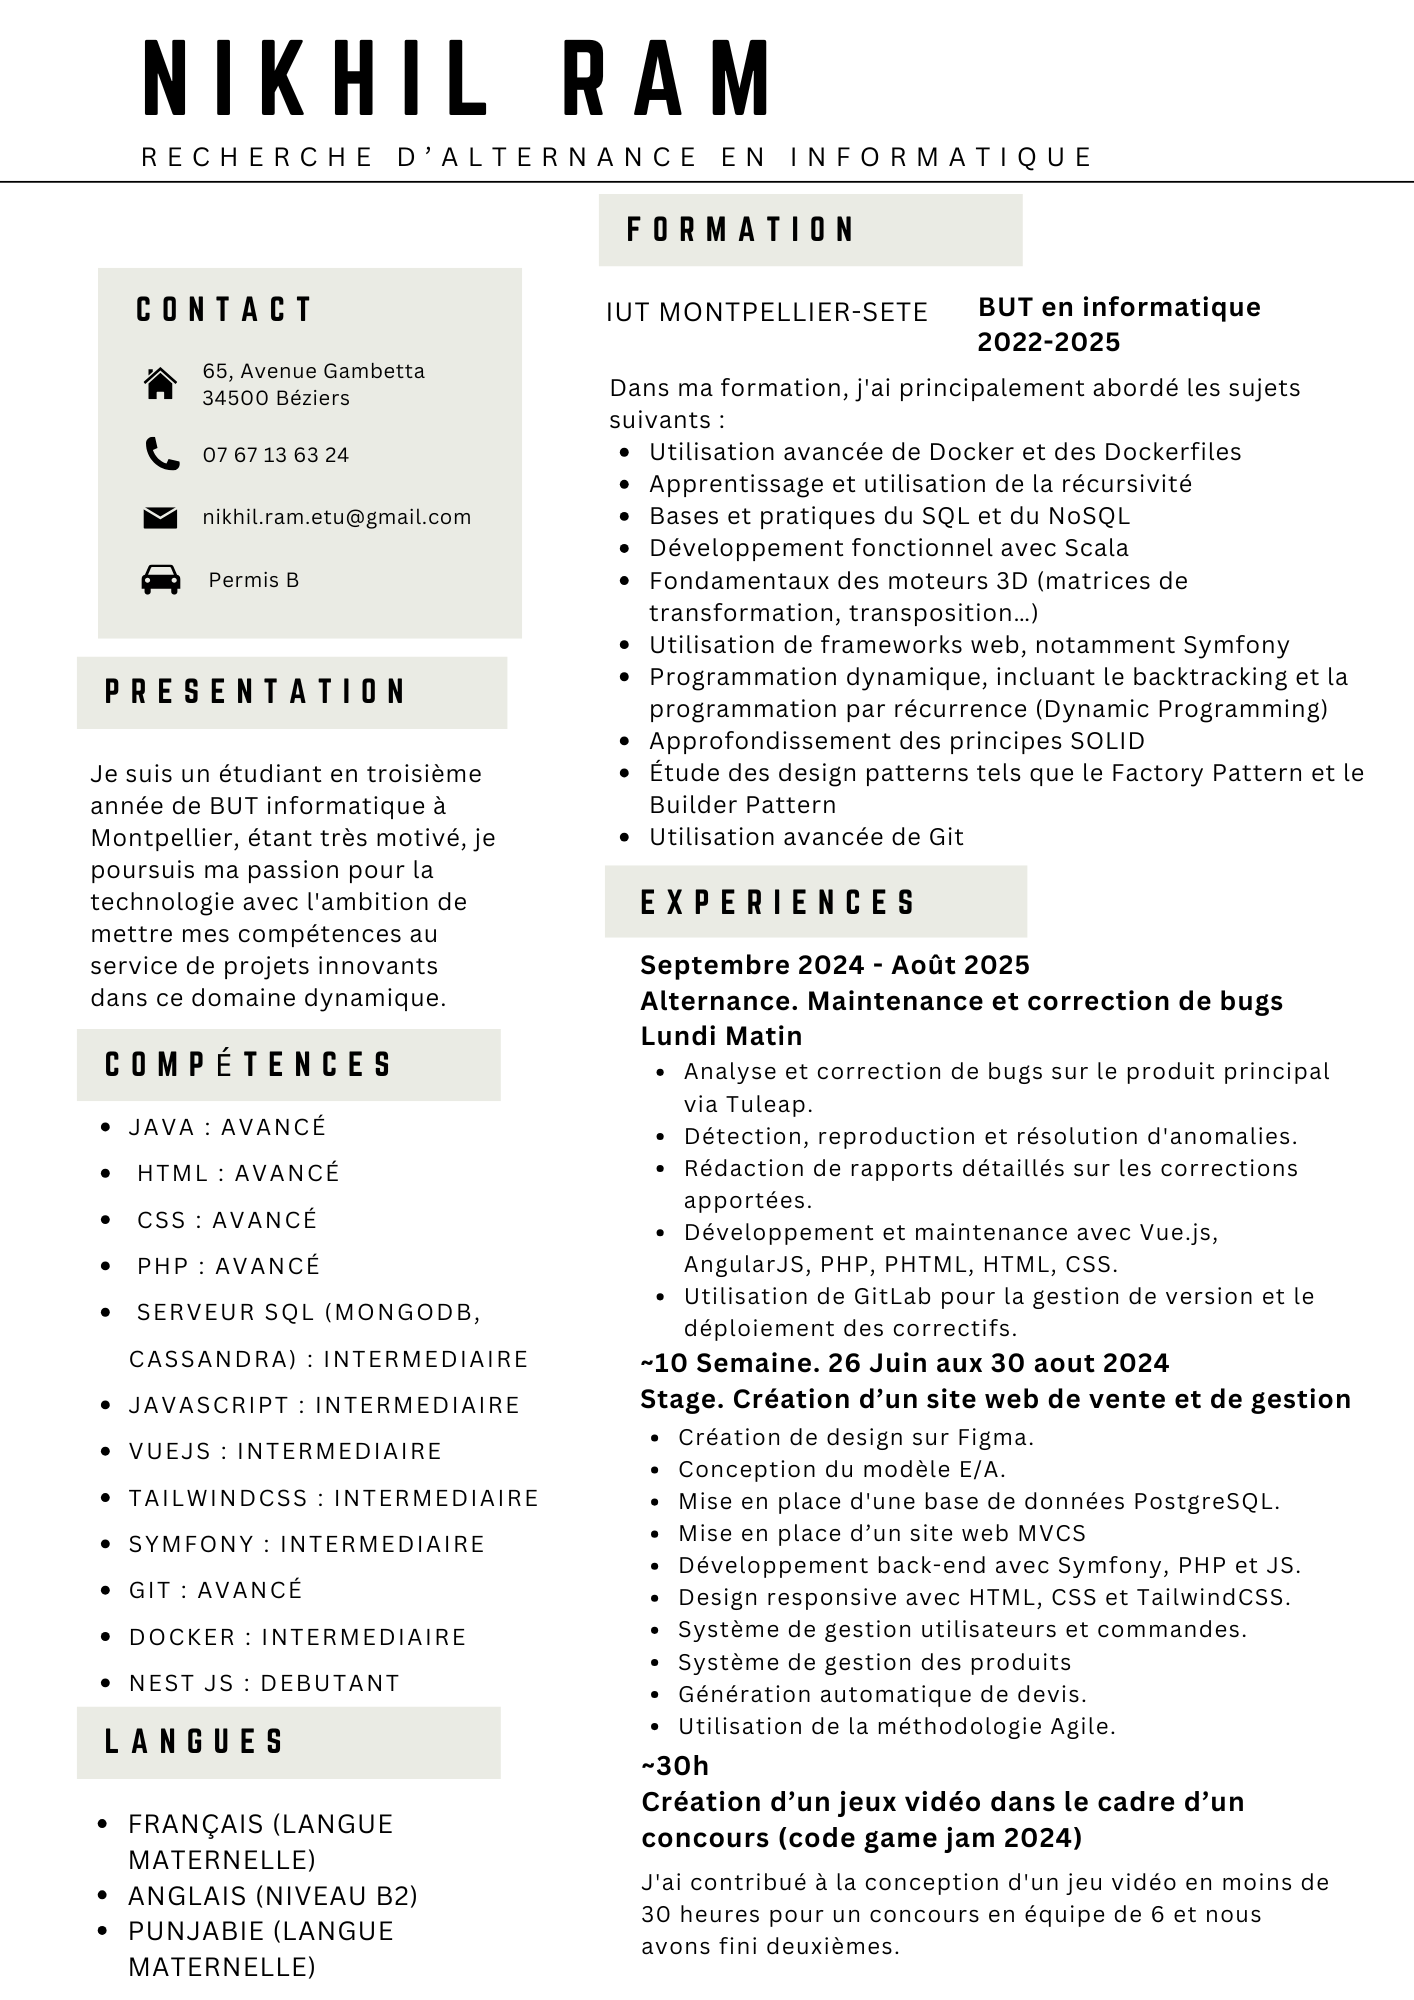 NIKHIL RAM
RECHERCHE D’ALTERNANCE EN INFORMATIQUE
CONTACT
65, Avenue Gambetta
34500 Béziers
07 67 13 63 24
nikhil.ram.etu@gmail.com
Permis B
PRESENTATION
Je suis un étudiant en troisième
année de BUT informatique à
Montpellier, étant très motivé, je
poursuis ma passion pour la
technologie avec l'ambition de
mettre mes compétences au
service de projets innovants
dans ce domaine dynamique.
COMPÉTENCES
• JAVA : AVANCÉ
• HTML : AVANCÉ
• CSS : AVANCÉ
• PHP : AVANCÉ
• SERVEUR SQL (MONGODB,
CASSANDRA) : INTERMEDIAIRE
• JAVASCRIPT : INTERMEDIAIRE
• VUEJS : INTERMEDIAIRE
• TAILWINDCSS : INTERMEDIAIRE
• SYMFONY : INTERMEDIAIRE
• GIT : AVANCÉ
• DOCKER : INTERMEDIAIRE
• NEST JS : DEBUTANT
LANGUES
• FRANÇAIS (LANGUE
MATERNELLE)
• ANGLAIS (NIVEAU B2)
• PUNJABIE (LANGUE
MATERNELLE)
FORMATION
IUT MONTPELLIER-SETE
BUT en informatique
2022-2025
Dans ma formation, j'ai principalement abordé les sujets
suivants :
• Utilisation avancée de Docker et des Dockerfiles
• Apprentissage et utilisation de la récursivité
• Bases et pratiques du SQL et du NoSQL
• Développement fonctionnel avec Scala
• Fondamentaux des moteurs 3D (matrices de
transformation, transposition…)
• Utilisation de frameworks web, notamment Symfony
• Programmation dynamique, incluant le backtracking et la
programmation par récurrence (Dynamic Programming)
• Approfondissement des principes SOLID
• Étude des design patterns tels que le Factory Pattern et le
Builder Pattern
• Utilisation avancée de Git
EXPERIENCES
Septembre 2024 - Août 2025
Alternance. Maintenance et correction de bugs
Lundi Matin
• Analyse et correction de bugs sur le produit principal
via Tuleap.
• Détection, reproduction et résolution d'anomalies.
• Rédaction de rapports détaillés sur les corrections
apportées.
• Développement et maintenance avec Vue.js,
AngularJS, PHP, PHTML, HTML, CSS.
• Utilisation de GitLab pour la gestion de version et le
déploiement des correctifs.
~10 Semaine. 26 Juin aux 30 aout 2024
Stage. Création d’un site web de vente et de gestion
• Création de design sur Figma.
• Conception du modèle E/A.
• Mise en place d'une base de données PostgreSQL.
• Mise en place d’un site web MVCS
• Développement back-end avec Symfony, PHP et JS.
• Design responsive avec HTML, CSS et TailwindCSS.
• Système de gestion utilisateurs et commandes.
• Système de gestion des produits
• Génération automatique de devis.
• Utilisation de la méthodologie Agile.
~30h
Création d’un jeux vidéo dans le cadre d’un
concours (code game jam 2024)
J'ai contribué à la conception d'un jeu vidéo en moins de
30 heures pour un concours en équipe de 6 et nous
avons fini deuxièmes.